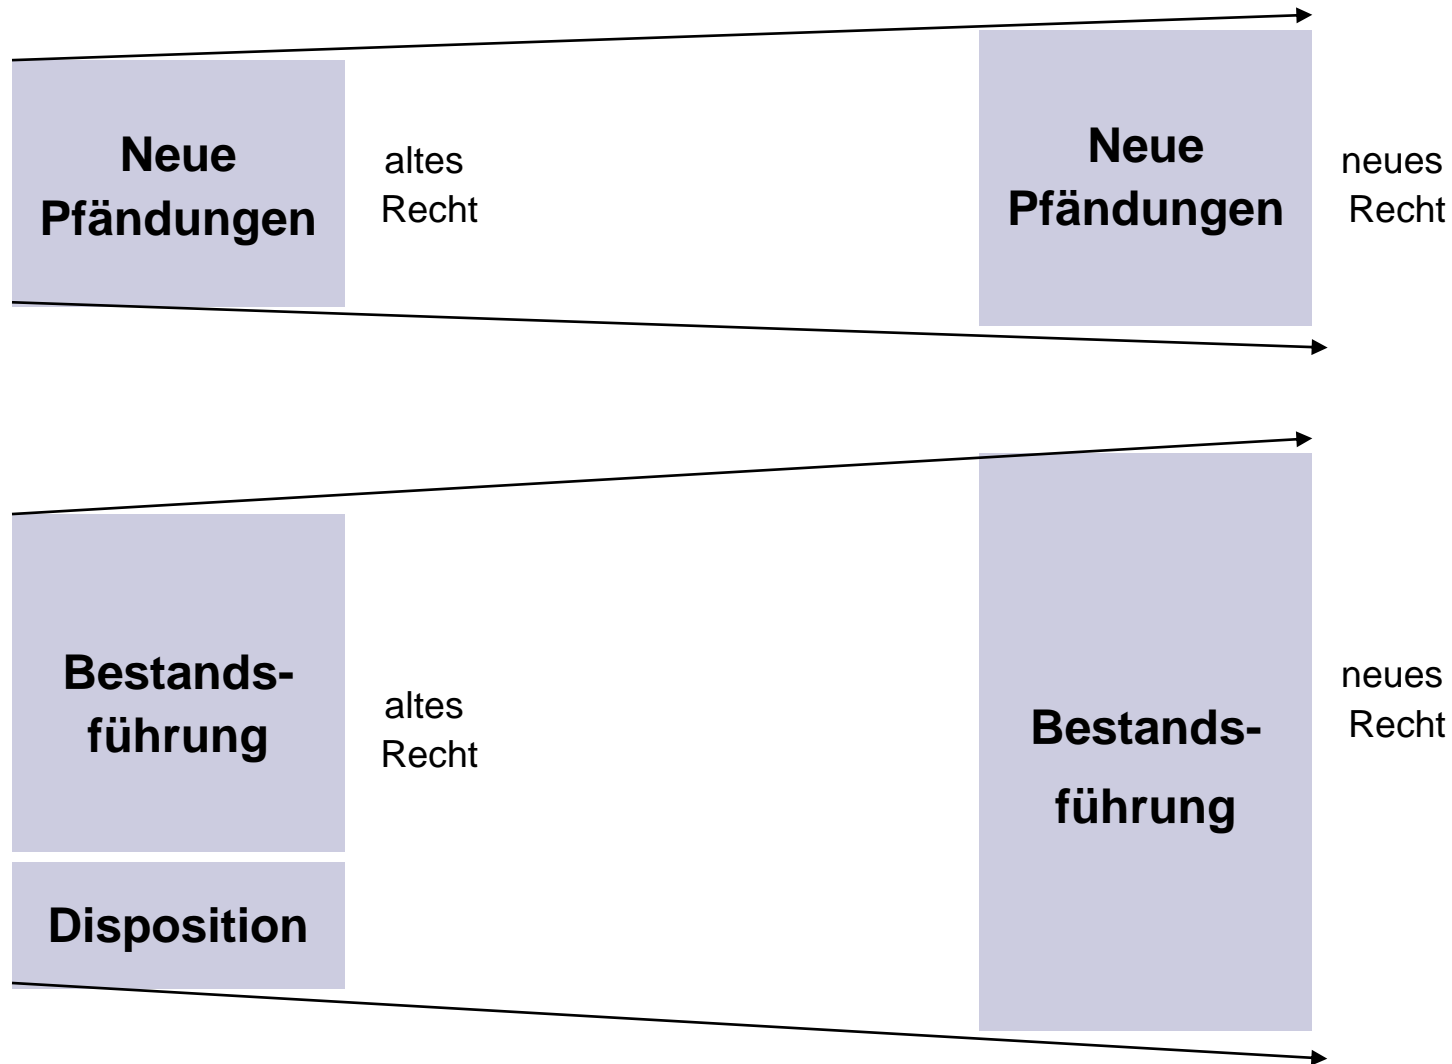 Neue
Pfändungen
altes
Recht
Neue
Pfändungen
neues
Recht
Bestands-
führung
altes
Recht
Disposition
Bestands-
führung
neues
Recht